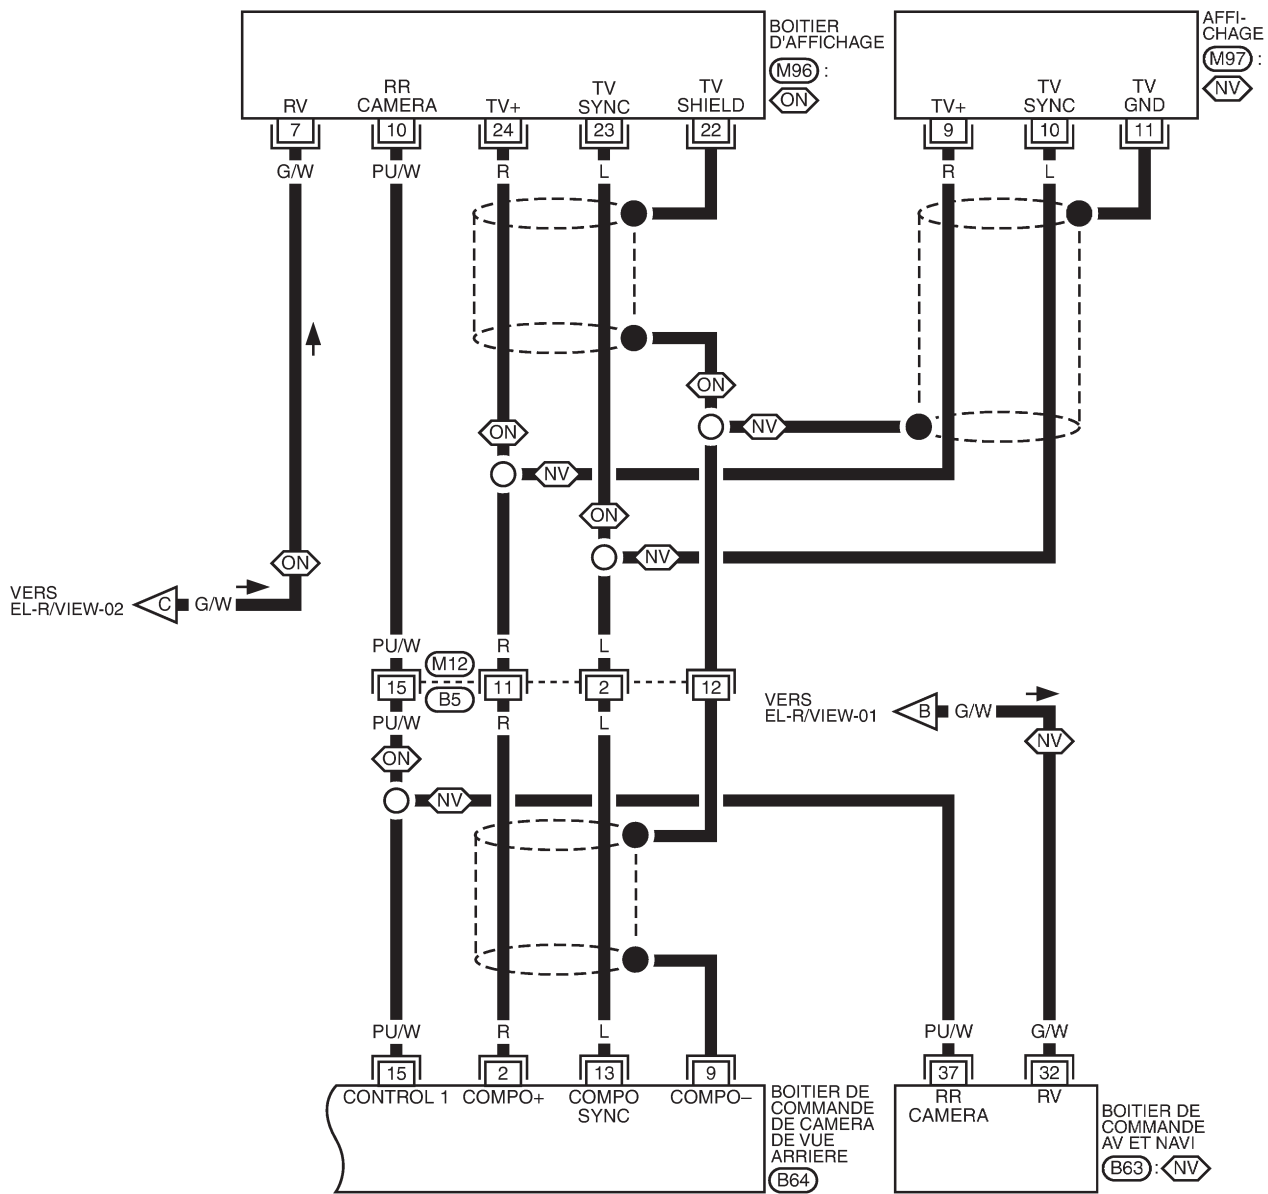 BOITIER
D'AFFICHAGE
M96 :
ON
AFFI-
CHAGE
M97 :
NV
RV
RR
CAMERA
TV+
TV
SYNC
TV
SHIELD
TV+
TV
SYNC
TV
GND
7
10
24
23
22
9
10
11
G/W
PU/W
R
L
R
L
ON
NV
ON
NV
ON
NV
ON
VERS
EL-R/VIEW-02
C
G/W
PU/W
R
L
M12
15
11
2
12
B5
PU/W
R
L
VERS
EL-R/VIEW-01
B
G/W
NV
ON
NV
PU/W
R
L
PU/W
G/W
15
2
13
9
37
32
CONTROL 1
COMPO+
COMPO
SYNC
COMPO–
BOITIER DE
COMMANDE
DE CAMERA
DE VUE
ARRIERE
B64
RR
CAMERA
RV
BOITIER DE
COMMANDE
AV ET NAVI
B63 : NV